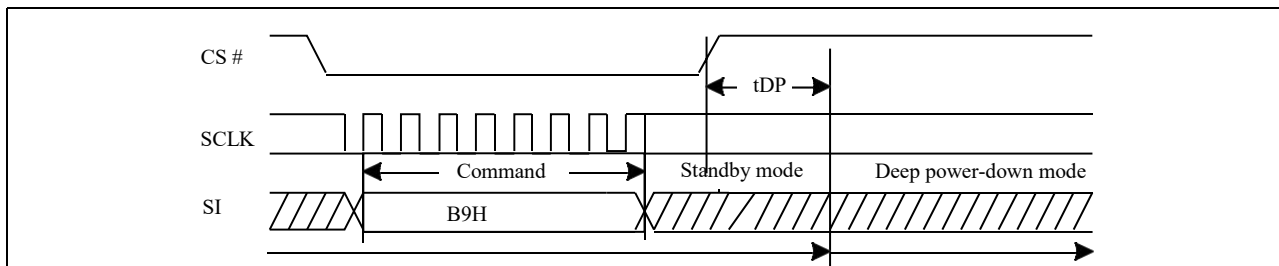 CS #
tDP
SCLK
Command
Standby mode
Deep power-down mode
SI
B9H